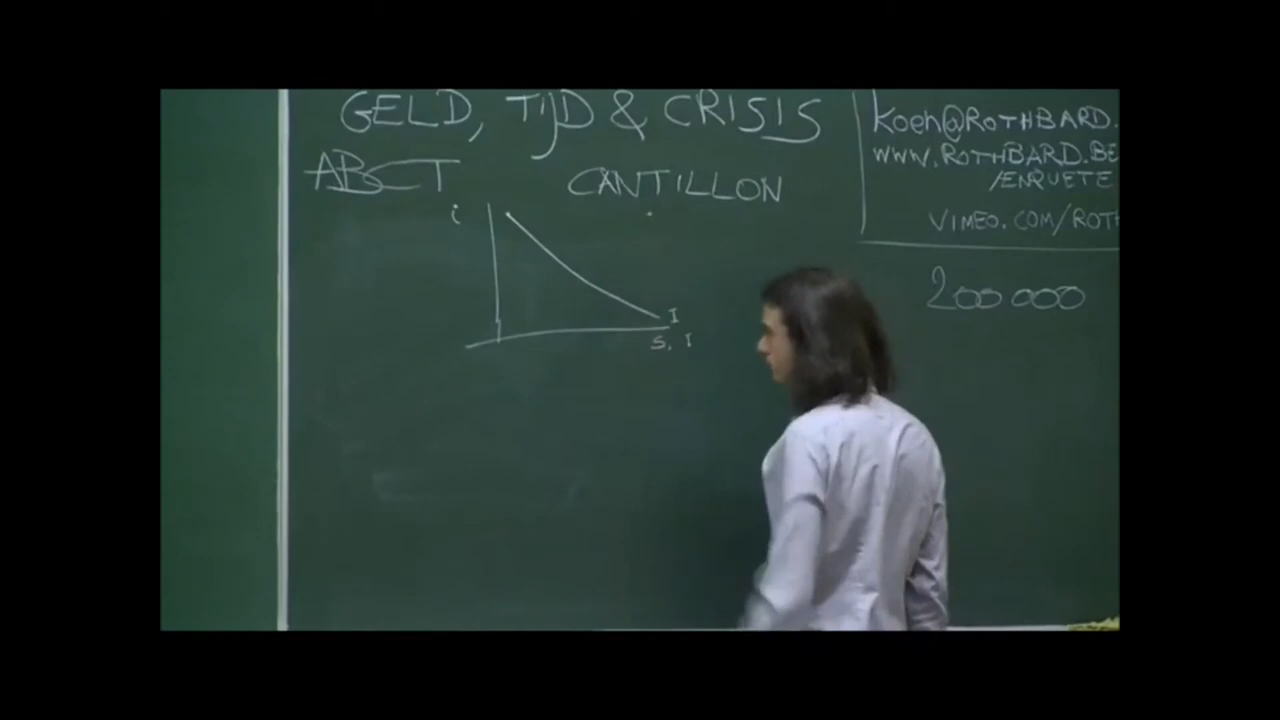 GELD, TIJD & CRISIS
ABCT
CANTILLON
i
I
S, I
koen@ROTHBARD.
WWW.ROTHBARD.BE
/ENQUETE
VIMEO.COM/ROTH
200 000